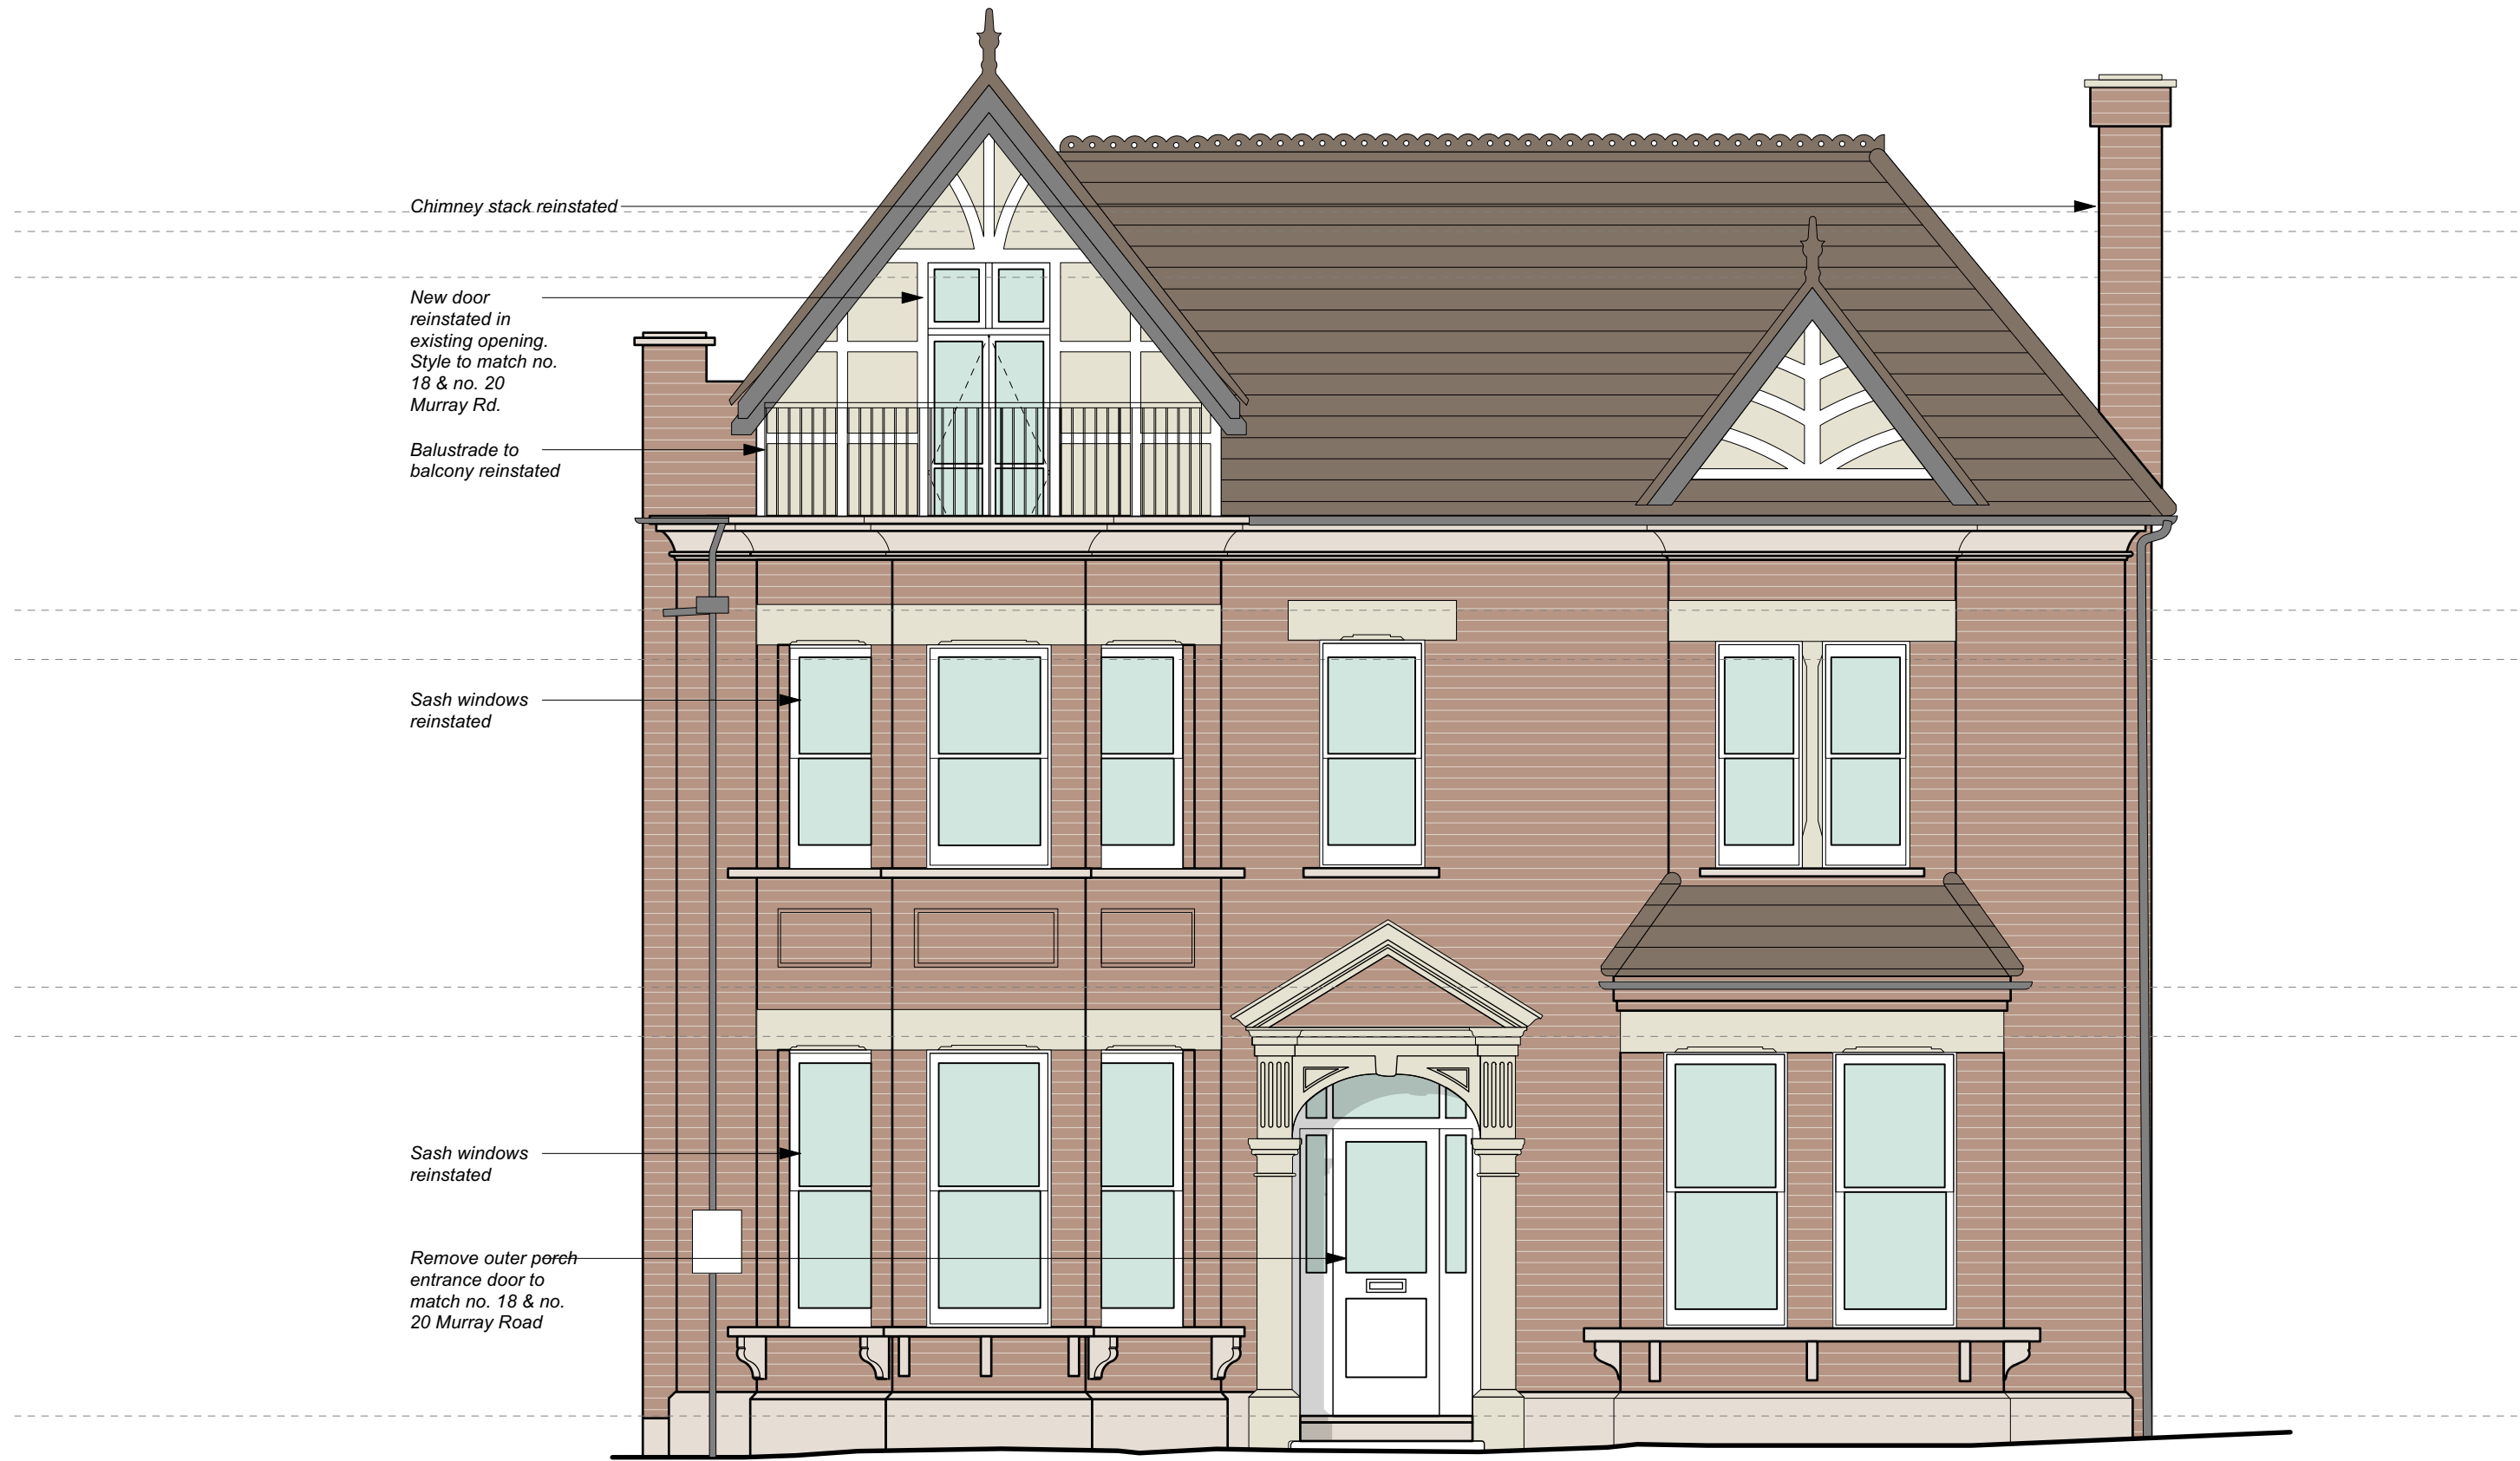 Chimney stack reinstated
New door
reinstated in
existing opening.
Style to match no.
18 & no. 20
Murray Rd.
Balustrade to
balcony reinstated
Sash windows
reinstated
Sash windows
reinstated
Remove outer porch
entrance door to
match no. 18 & no.
20 Murray Road